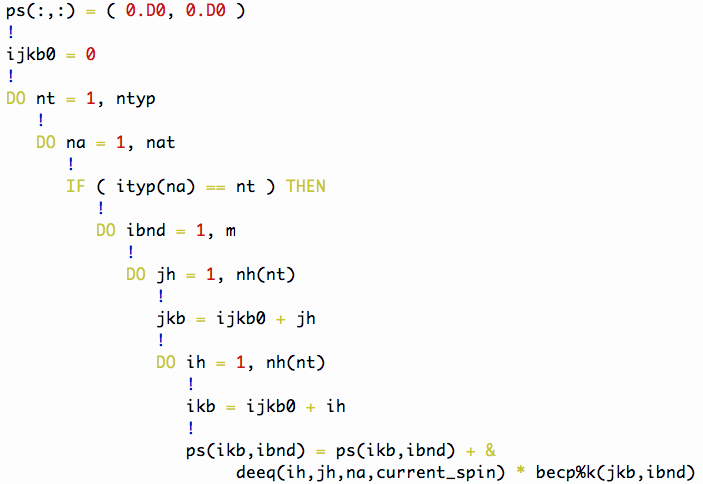 ps(:,:) = ( 0.D0, 0.D0 )
!
ijkb0 = 0
!
DO nt = 1, ntyp
!
DO na = 1, nat
!
IF ( ityp(na) == nt ) THEN
!
DO ibnd = 1, m
!
DO jh = 1, nh(nt)
!
jkb = ijkb0 + jh
!
DO ih = 1, nh(nt)
!
ikb = ijkb0 + ih
!
ps(ikb,ibnd) = ps(ikb,ibnd) + &
deeq(ih,jh,na,current_spin) * becp%k(jkb,ibnd)